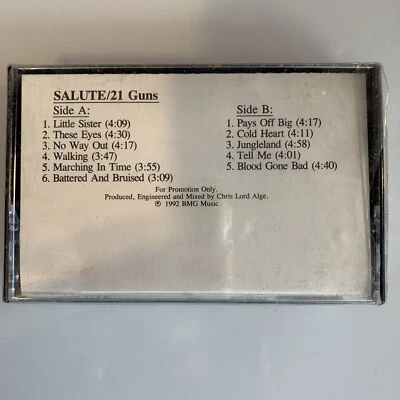 SALUTE/21 Guns
Side A:
1. Little Sister (4:09)
2. These Eyes (4:30)
3. No Way Out (4:17)
4. Walking (3:47)
5. Marching In Time (3:55)
6. Battered And Bruised (3:09)
Side B:
1. Pays Off Big (4:17)
2. Cold Heart (4:11)
3. Jungleland (4:58)
4. Tell Me (4:01)
5. Blood Gone Bad (4:40)
For Promotion Only.
Produced, Engineered and Mixed by Chris Lord Alge.
℗ 1992 BMG Music